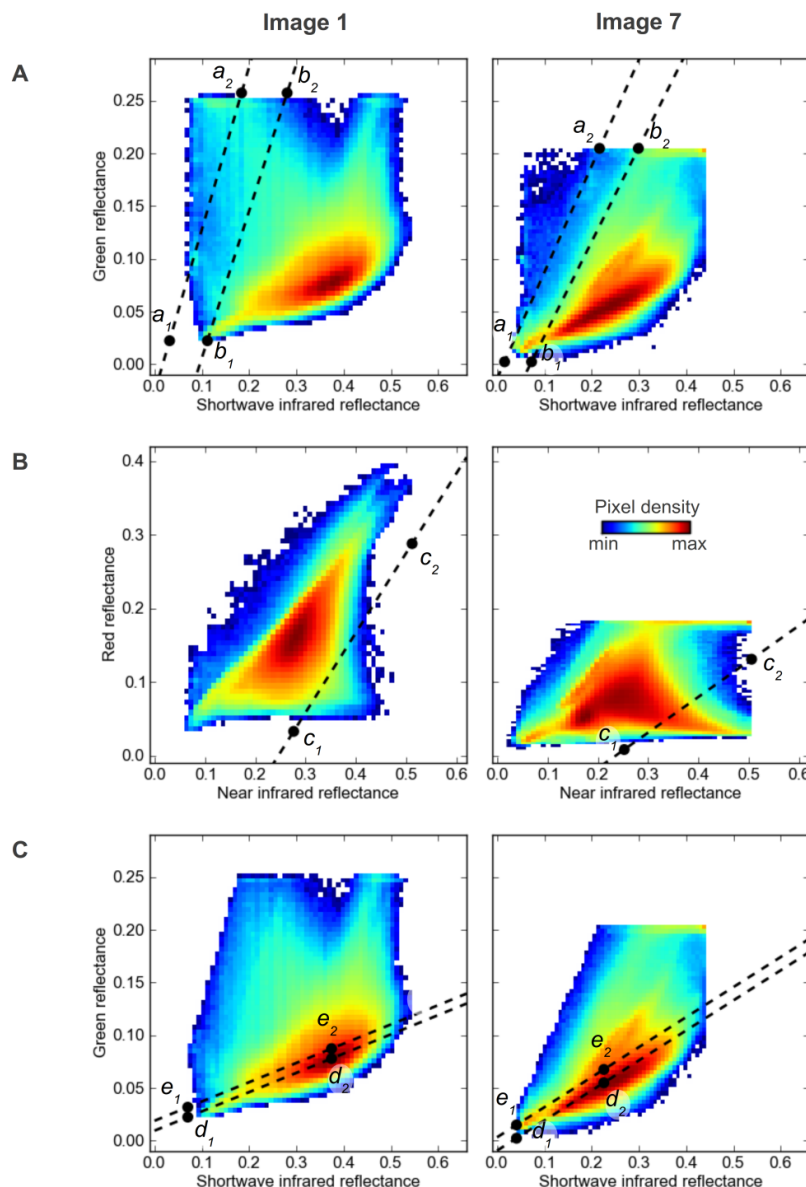 Image 1
Image 7
A
a2
b2
a2
b2
0.25
0.20
0.15
0.10
0.05
0.00
Green reflectance
a1
b1
a1
b1
0.0 0.1 0.2 0.3 0.4 0.5 0.6
0.0 0.1 0.2 0.3 0.4 0.5 0.6
Shortwave infrared reflectance
Shortwave infrared reflectance
B
0.4
0.3
0.2
0.1
0.0
Red reflectance
c2
c1
Pixel density
min max
c2
c1
0.0 0.1 0.2 0.3 0.4 0.5 0.6
0.0 0.1 0.2 0.3 0.4 0.5 0.6
Near infrared reflectance
Near infrared reflectance
C
0.25
0.20
0.15
0.10
0.05
0.00
Green reflectance
e2
d2
e1
d1
e2
d2
e1
d1
0.0 0.1 0.2 0.3 0.4 0.5 0.6
0.0 0.1 0.2 0.3 0.4 0.5 0.6
Shortwave infrared reflectance
Shortwave infrared reflectance